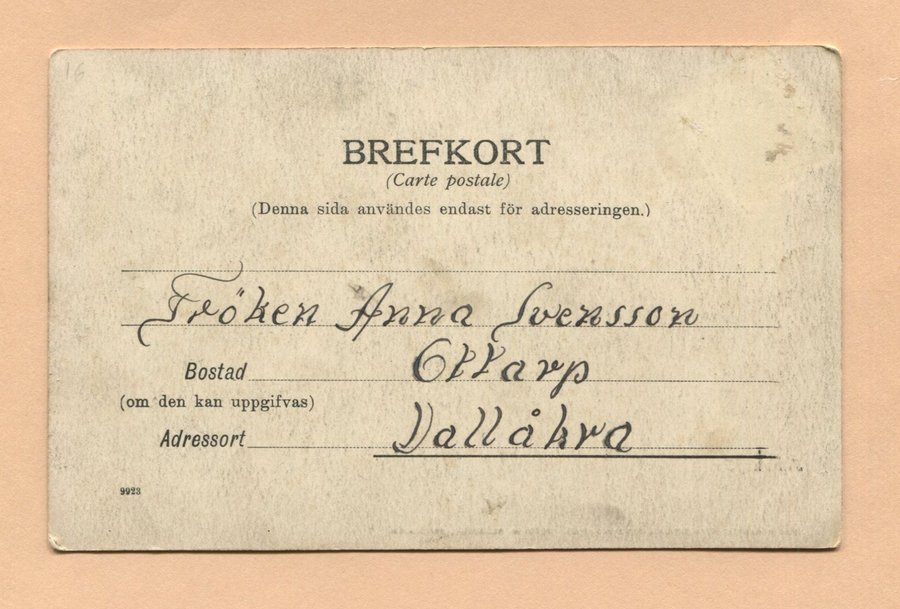 16
BREFKORT
(Carte postale)
(Denna sida användes endast för adresseringen.)
Fröken Anna Svensson
Bostad Ottarp
(om den kan uppgifvas)
Adressort Vallåkra
9923